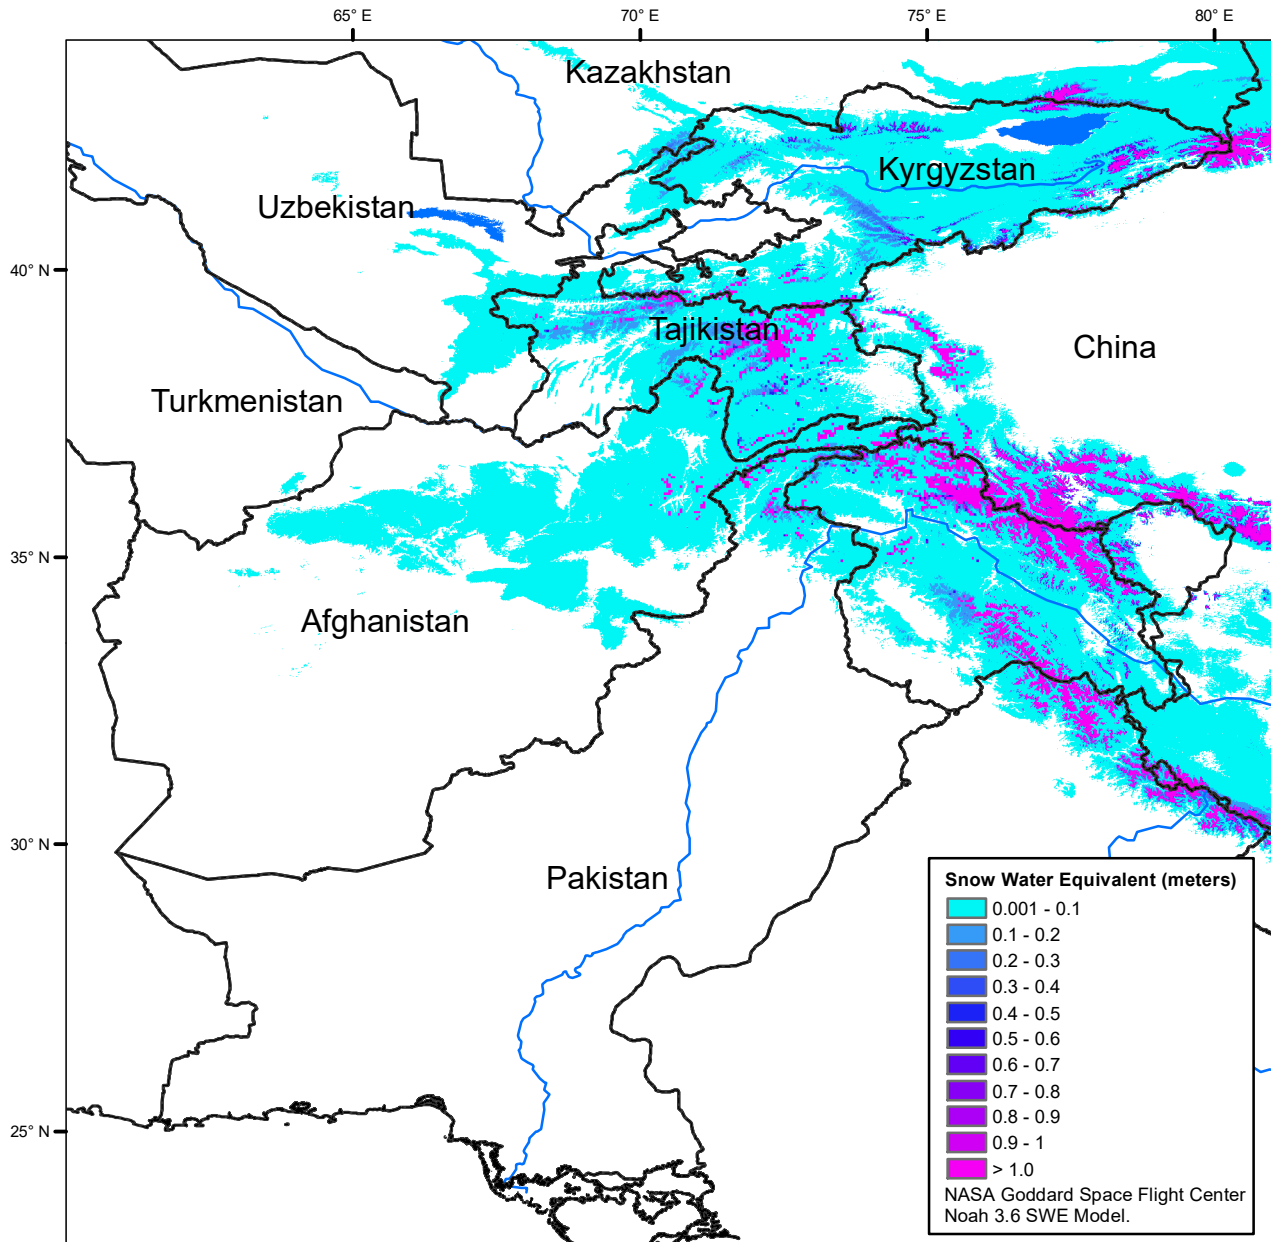 65° E
70° E
75° E
80° E
Kazakhstan
Kyrgyzstan
Uzbekistan
40° N
Tajikistan
China
Turkmenistan
35° N
Afghanistan
30° N
Pakistan
25° N
Snow Water Equivalent (meters)
0.001 - 0.1
0.1 - 0.2
0.2 - 0.3
0.3 - 0.4
0.4 - 0.5
0.5 - 0.6
0.6 - 0.7
0.7 - 0.8
0.8 - 0.9
0.9 - 1
> 1.0
NASA Goddard Space Flight Center
Noah 3.6 SWE Model.